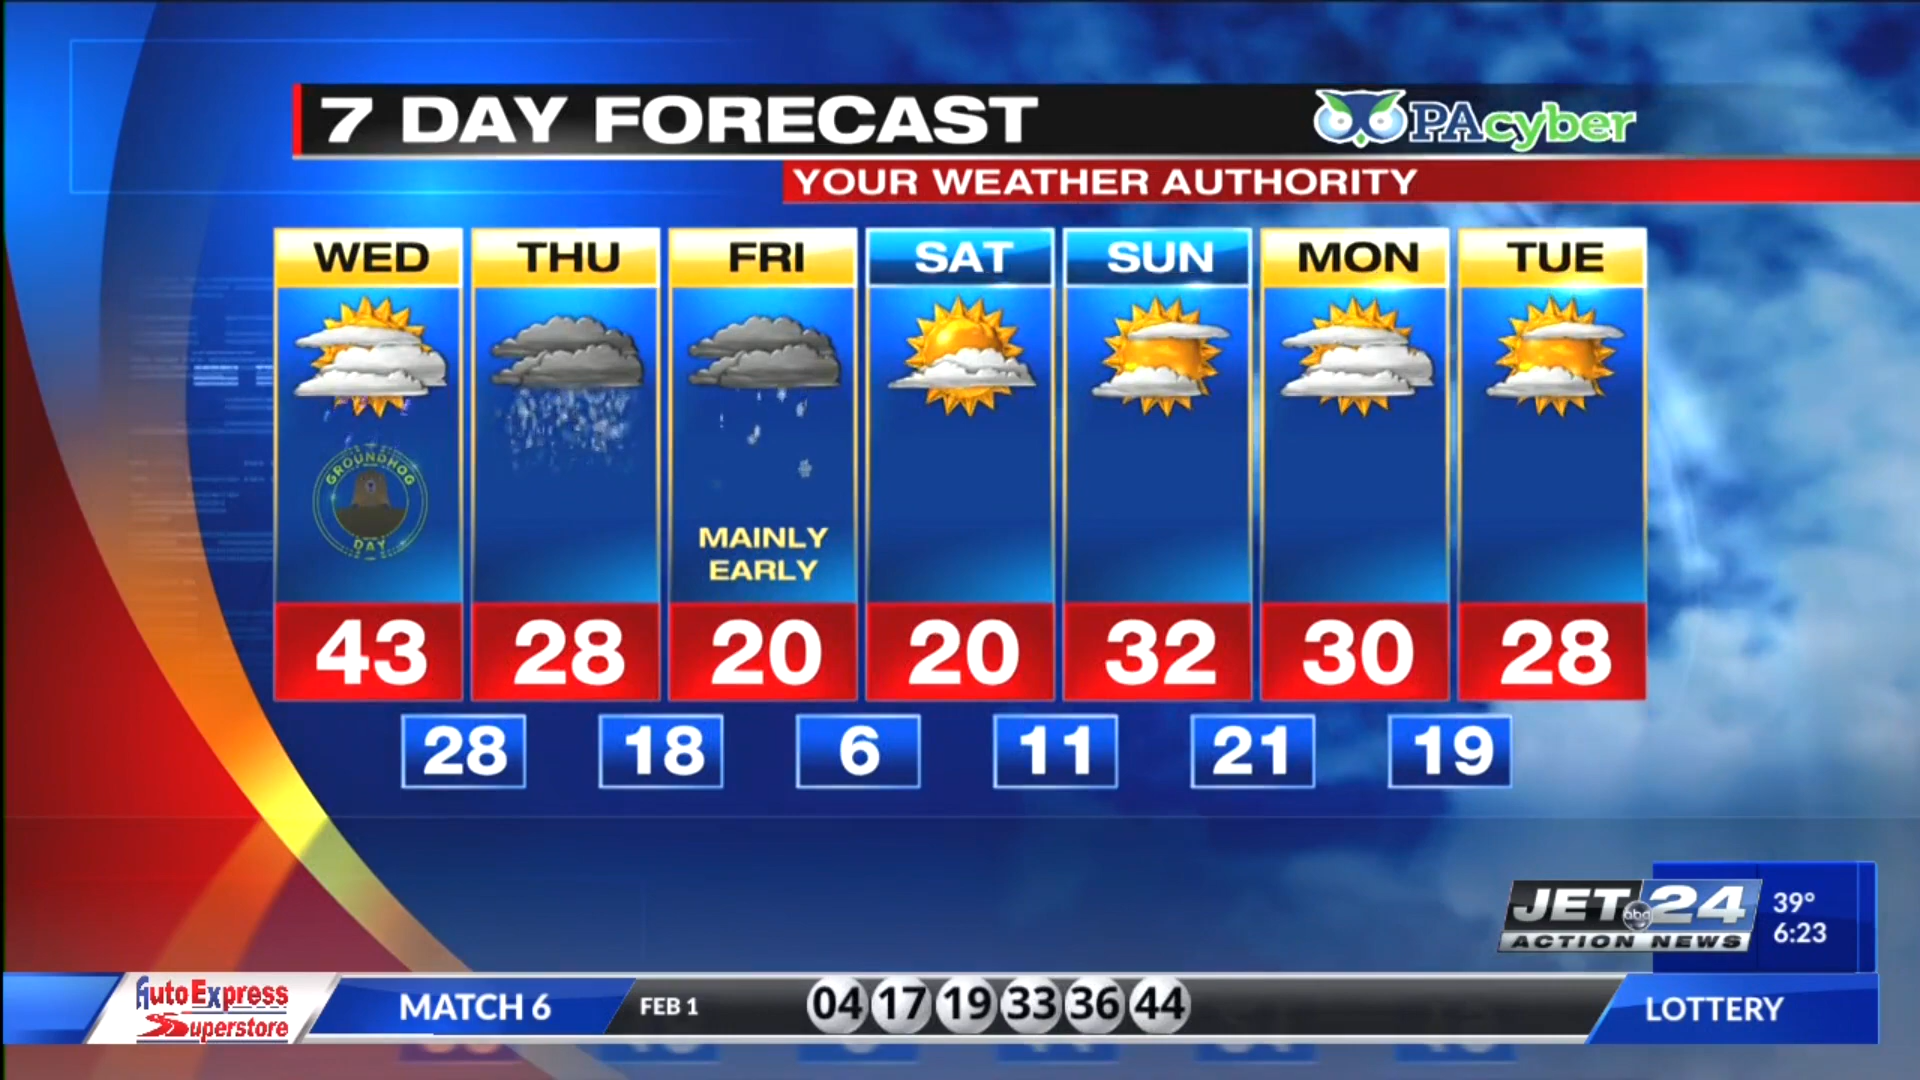 7 DAY FORECAST
PAcyber
YOUR WEATHER AUTHORITY
WED THU FRI SAT SUN MON TUE
GROUNDHOG
DAY
MAINLY
EARLY
43 28 20 20 32 30 28
28 18 6 11 21 19
JET abc 24
ACTION NEWS
39°
6:23
AutoExpress
Superstore
MATCH 6
FEB 1
04 17 19 33 36 44
LOTTERY